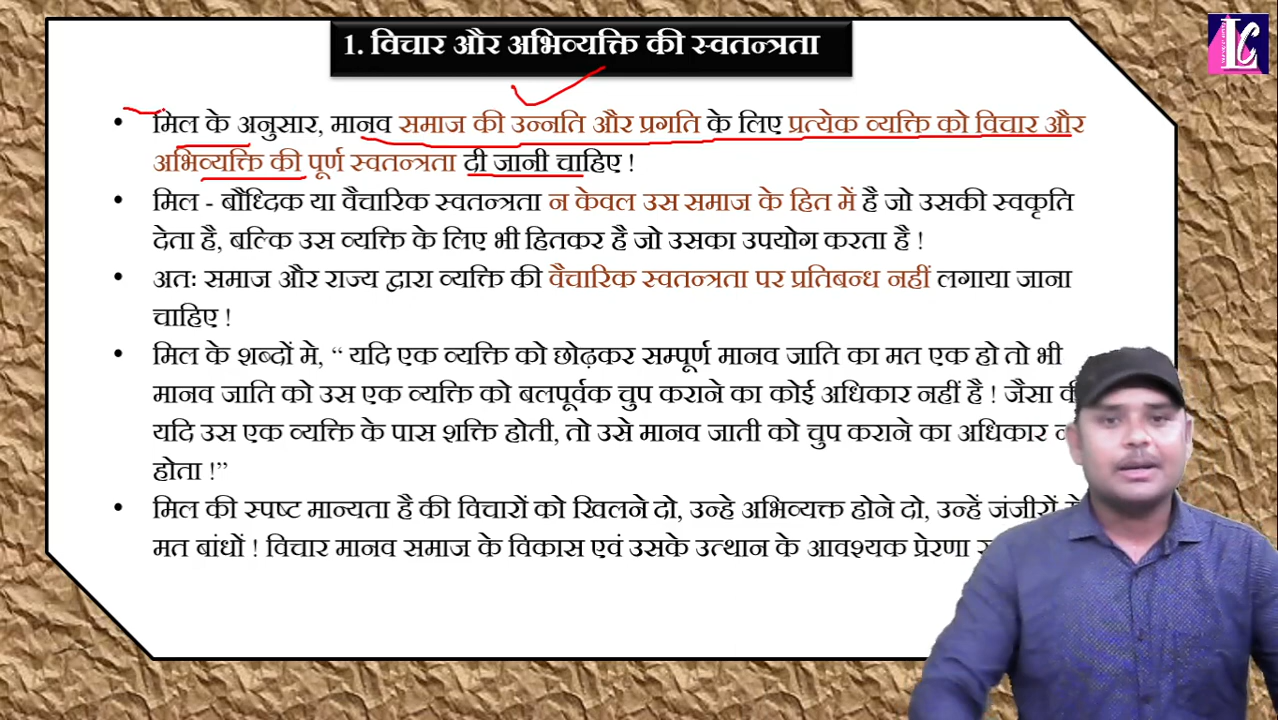 1. विचार और अभिव्यक्ति की स्वतन्त्रता
LC
• मिल के अनुसार, मानव समाज की उन्नति और प्रगति के लिए प्रत्येक व्यक्ति को विचार और
अभिव्यक्ति की पूर्ण स्वतन्त्रता दी जानी चाहिए !
• मिल - बौध्दिक या वैचारिक स्वतन्त्रता न केवल उस समाज के हित में है जो उसकी स्वकृति
देता है, बल्कि उस व्यक्ति के लिए भी हितकर है जो उसका उपयोग करता है !
• अतः समाज और राज्य द्वारा व्यक्ति की वैचारिक स्वतन्त्रता पर प्रतिबन्ध नहीं लगाया जाना
चाहिए !
• मिल के शब्दों मे, “ यदि एक व्यक्ति को छोढ़कर सम्पूर्ण मानव जाति का मत एक हो तो भी
मानव जाति को उस एक व्यक्ति को बलपूर्वक चुप कराने का कोई अधिकार नहीं है ! जैसा
यदि उस एक व्यक्ति के पास शक्ति होती, तो उसे मानव जाती को चुप कराने का अधिकार
होता !”
• मिल की स्पष्ट मान्यता है की विचारों को खिलने दो, उन्हे अभिव्यक्त होने दो, उन्हें जंजीरों
मत बांधों ! विचार मानव समाज के विकास एवं उसके उत्थान के आवश्यक प्रेरणा